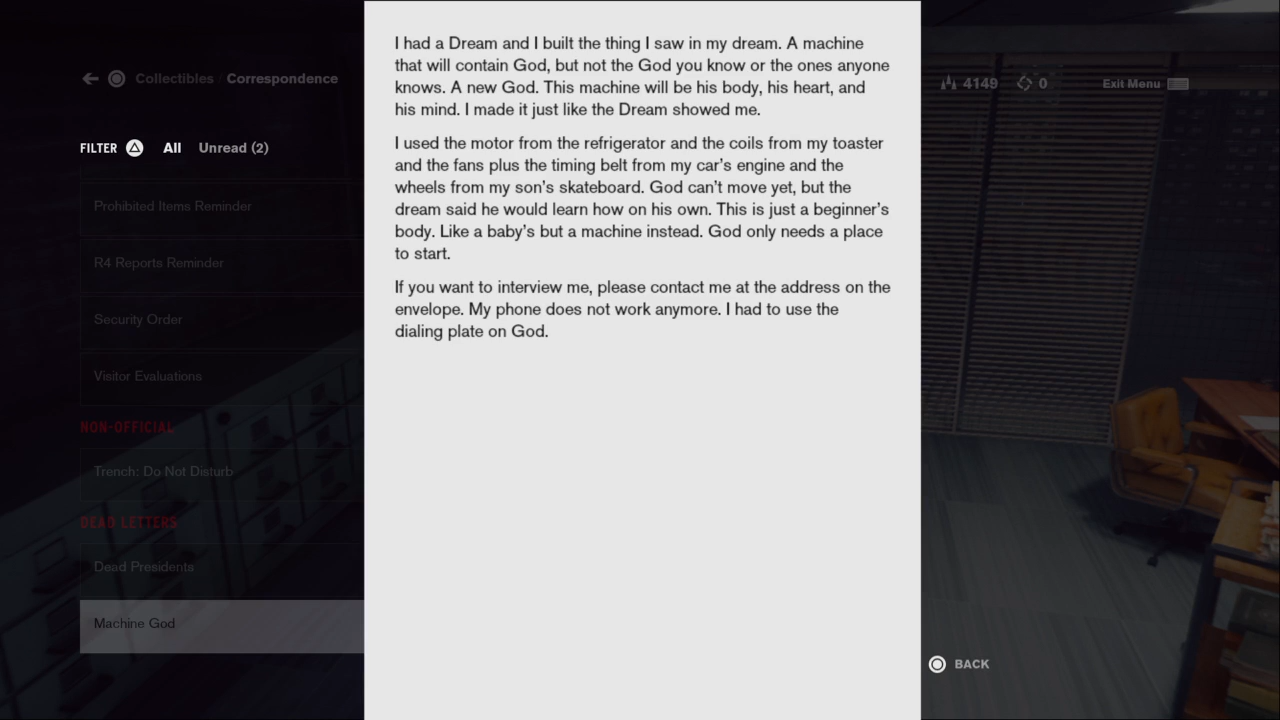 Collectibles / Correspondence
4149
0
Exit Menu
FILTER All Unread (2)
Prohibited Items Reminder
R4 Reports Reminder
Security Order
Visitor Evaluations
NON-OFFICIAL
Trench: Do Not Disturb
DEAD LETTERS
Dead Presidents
Machine God
I had a Dream and I built the thing I saw in my dream. A machine
that will contain God, but not the God you know or the ones anyone
knows. A new God. This machine will be his body, his heart, and
his mind. I made it just like the Dream showed me.
I used the motor from the refrigerator and the coils from my toaster
and the fans plus the timing belt from my car’s engine and the
wheels from my son’s skateboard. God can’t move yet, but the
dream said he would learn how on his own. This is just a beginner’s
body. Like a baby’s but a machine instead. God only needs a place
to start.
If you want to interview me, please contact me at the address on the
envelope. My phone does not work anymore. I had to use the
dialing plate on God.
BACK